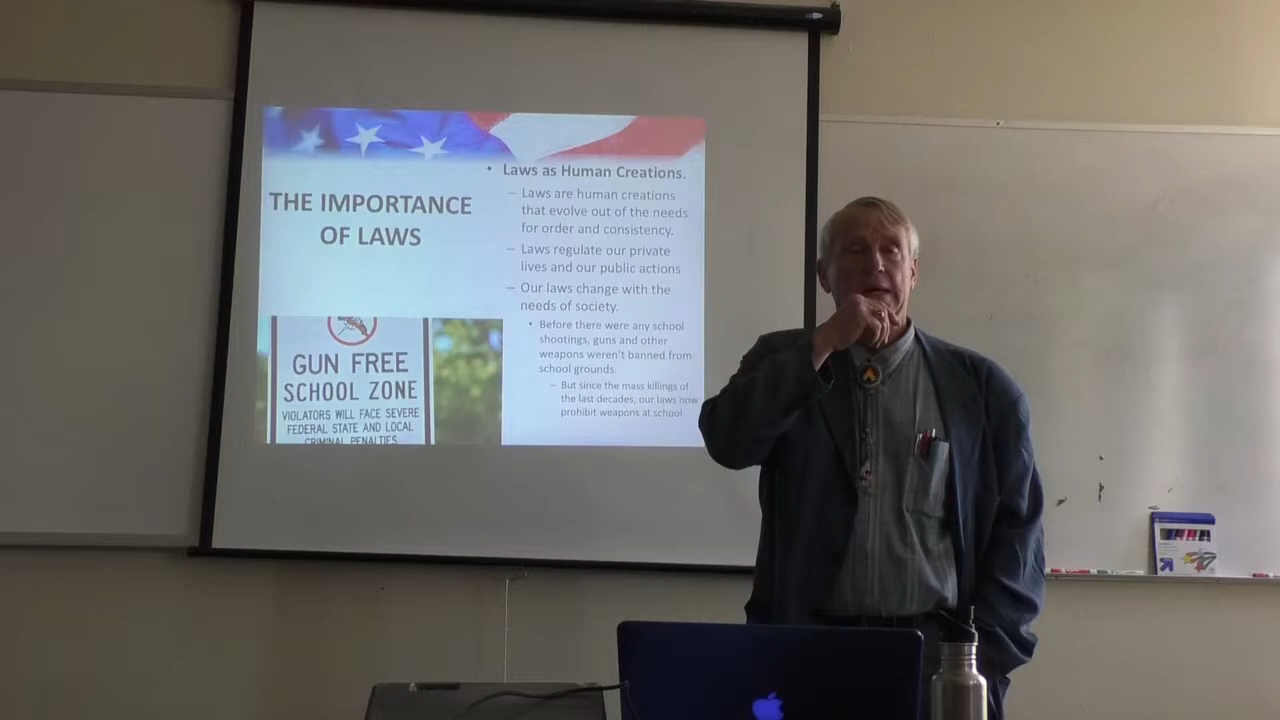 THE IMPORTANCE
OF LAWS
• Laws as Human Creations.
– Laws are human creations
that evolve out of the needs
for order and consistency.
– Laws regulate our private
lives and our public actions
– Our laws change with the
needs of society.
• Before there were any school
shootings, guns and other
weapons weren't banned from
school grounds.
– But since the mass killings of
the last decades, our laws now
prohibit weapons at school
GUN FREE
SCHOOL ZONE
VIOLATORS WILL FACE SEVERE
FEDERAL STATE AND LOCAL
CRIMINAL PENALTIES